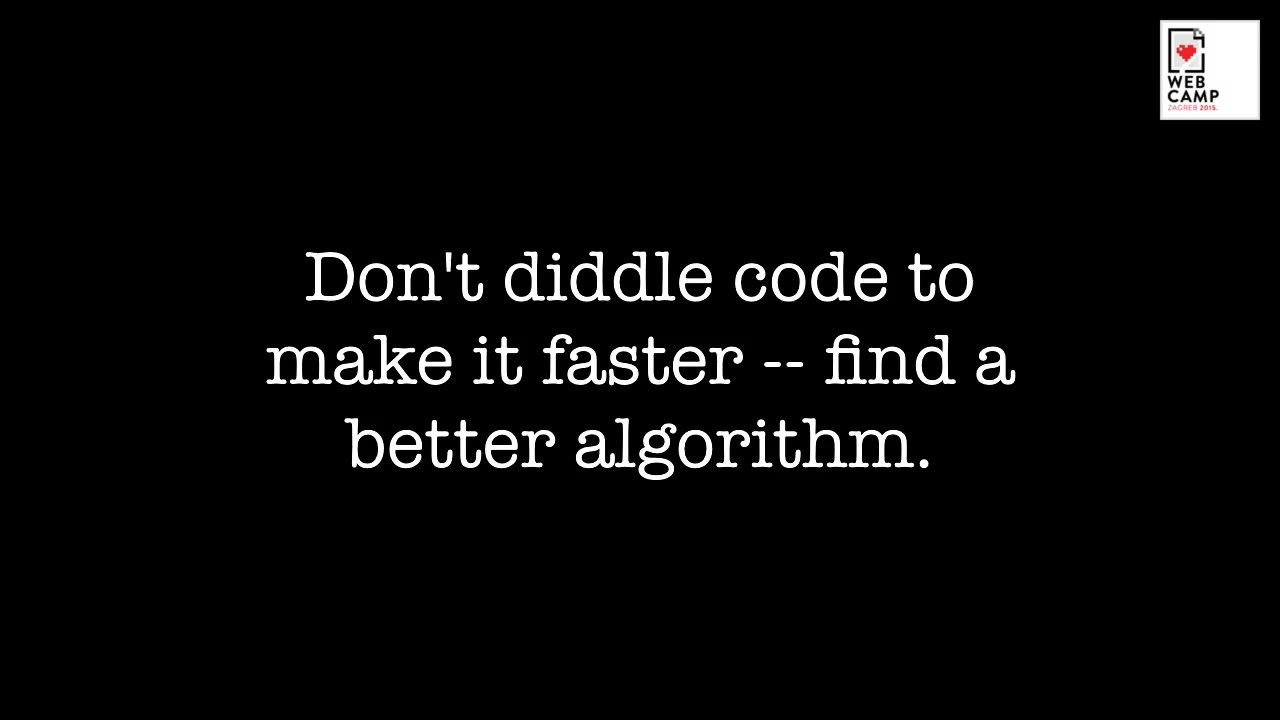 WEB
CAMP
ZAGREB 2015.
Don't diddle code to
make it faster -- find a
better algorithm.